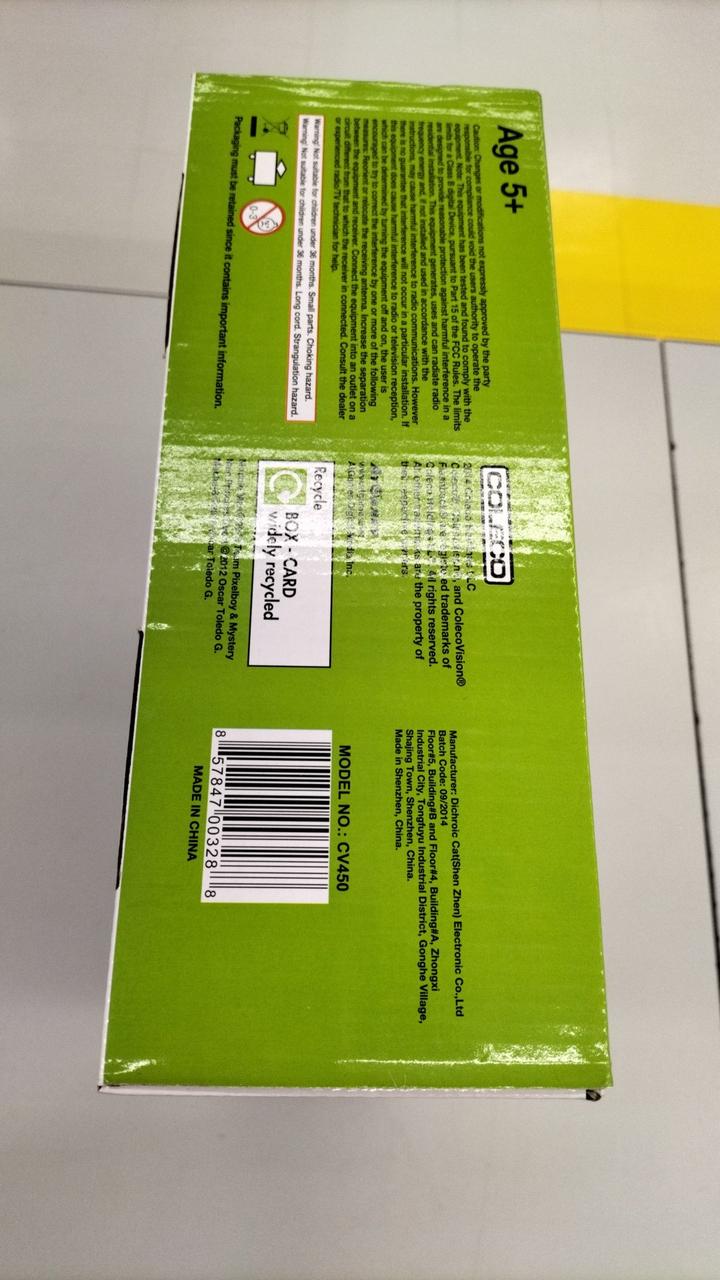 Age 5+
Caution: Changes or modifications not expressly approved by the party
responsible for compliance could void the user's authority to operate the
equipment. Note: This equipment has been tested and found to comply with the
limits for a Class B digital Device, pursuant to Part 15 of the FCC Rules. The limits
are designed to provide reasonable protection against harmful interference in a
residential installation. This equipment generates, uses and can radiate radio
frequency energy and, if not installed and used in accordance with the
instructions, may cause harmful interference to radio communications. However
there is no guarantee that interference will not occur in a particular installation. If
this equipment does cause harmful interference to radio or television reception,
which can be determined by turning the equipment off and on, the user is
encouraged to try to correct the interference by one or more of the following
measures: Reorient or relocate the receiving antenna. Increase the separation
between the equipment and receiver. Connect the equipment into an outlet on a
circuit different from that to which the receiver in connected. Consult the dealer
or experienced radio/TV technician for help.
Warning! Not suitable for children under 36 months. Small parts. Choking hazard.
Warning! Not suitable for children under 36 months. Long cord. Strangulation hazard.
0-3
Packaging must be retained since it contains important information.
COLECO
and ColecoVision®
trademarks of
All rights reserved.
are the property of
owners.
Inc.
Recycle
BOX - CARD
widely recycled
Team Pixelboy & Mystery
© 2012 Oscar Toledo G.
Toledo G.
Manufacturer: Dichroic Cat(Shen Zhen) Electronic Co.,Ltd
Batch Code: 09/2014
Floor#5, Building#B and Floor#4, Building#A, Zhongxi
Industrial City, Tongfuyu Industrial District, Gonghe Village,
Shajing Town, Shenzhen, China.
Made in Shenzhen, China.
MODEL NO.: CV450
8 57847 00328 8
MADE IN CHINA